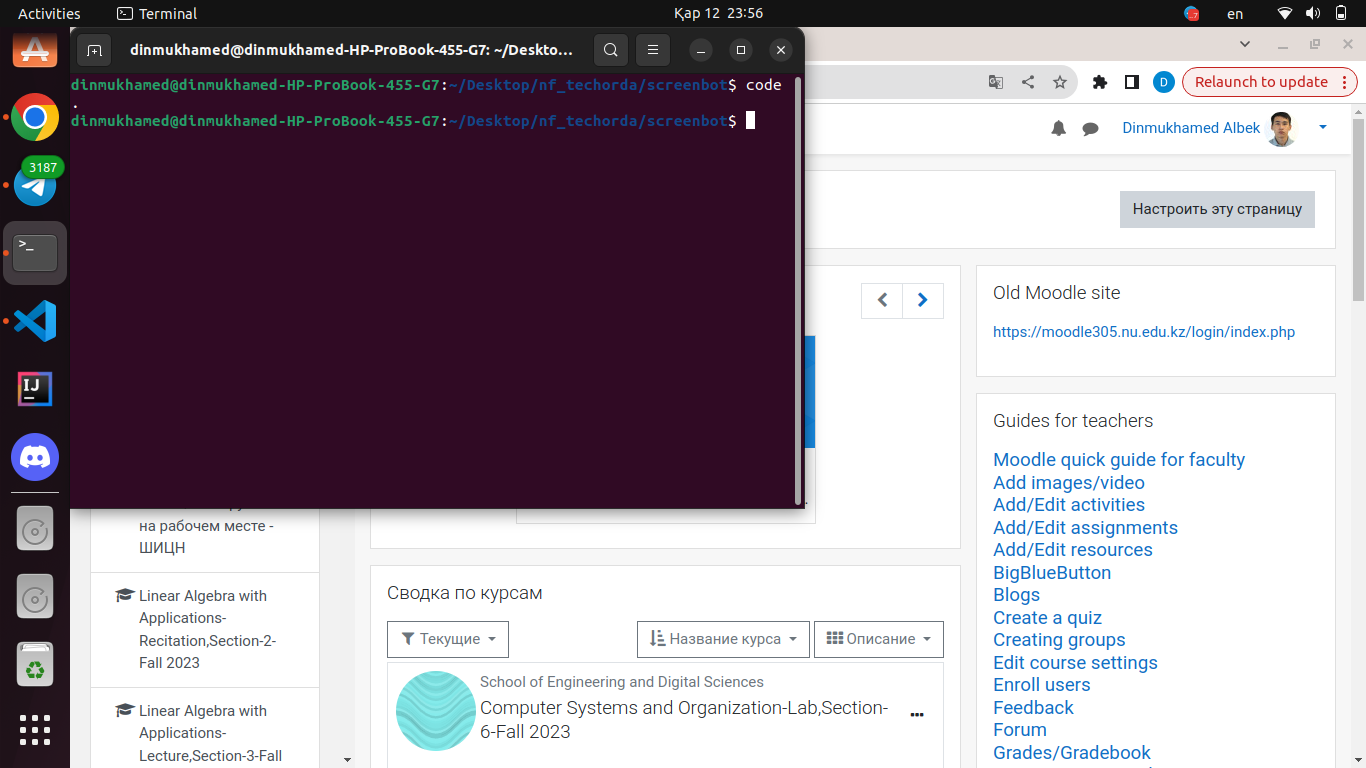 Activities
Terminal
Қар 12 23:56
en
dinmukhamed@dinmukhamed-HP-ProBook-455-G7: ~/Deskto...
dinmukhamed@dinmukhamed-HP-ProBook-455-G7:~/Desktop/nf_techorda/screenbot$ code
.
dinmukhamed@dinmukhamed-HP-ProBook-455-G7:~/Desktop/nf_techorda/screenbot$
3187
>_
IJ
D
Relaunch to update
Dinmukhamed Albek
Настроить эту страницу
Old Moodle site
https://moodle305.nu.edu.kz/login/index.php
Guides for teachers
Moodle quick guide for faculty
Add images/video
Add/Edit activities
Add/Edit assignments
Add/Edit resources
BigBlueButton
Blogs
Create a quiz
Creating groups
Edit course settings
Enroll users
Feedback
Forum
Grades/Gradebook
на рабочем месте -
ШИЦН
Linear Algebra with
Applications-
Recitation,Section-2-
Fall 2023
Linear Algebra with
Applications-
Lecture,Section-3-Fall
Сводка по курсам
Текущие
Название курса
Описание
School of Engineering and Digital Sciences
Computer Systems and Organization-Lab,Section-
6-Fall 2023